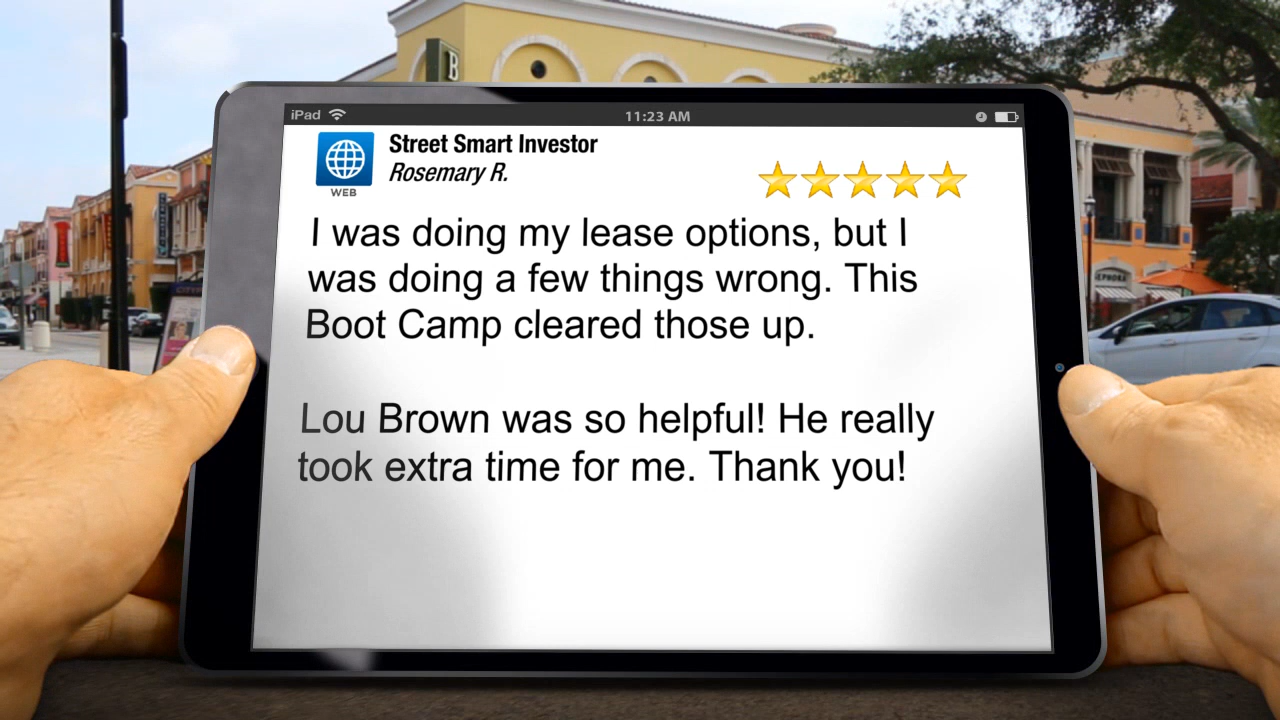 B
iPad
11:23 AM
WEB
Street Smart Investor
Rosemary R.
I was doing my lease options, but I
was doing a few things wrong. This
Boot Camp cleared those up.
Lou Brown was so helpful! He really
took extra time for me. Thank you!
SEPHORA